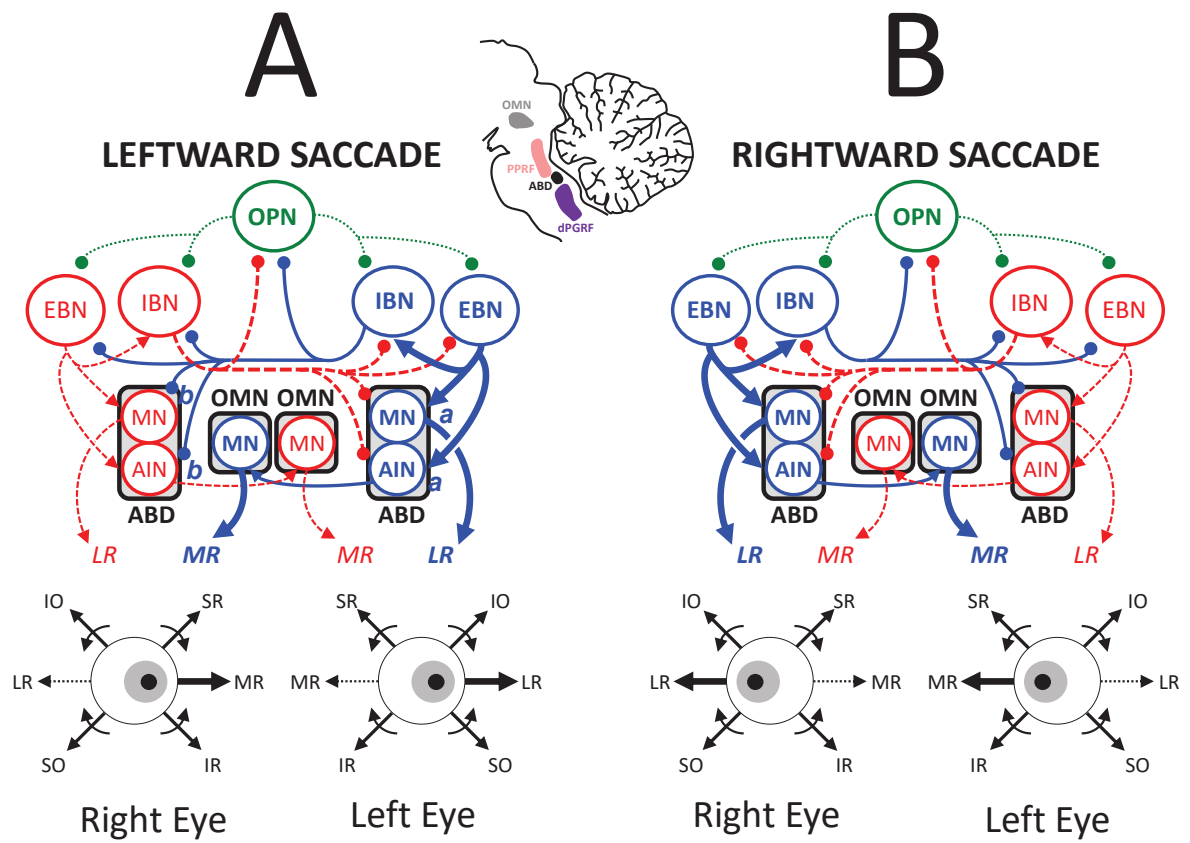 A
B
LEFTWARD SACCADE
RIGHTWARD SACCADE
OMN
PPRF
ABD
dPGRF
OPN
EBN
IBN
IBN
EBN
b
OMN OMN
MN
MN
MN
MN
a
AIN
b
AIN
a
ABD
ABD
LR
MR
MR
LR
OPN
EBN
IBN
IBN
EBN
OMN OMN
MN
MN
MN
MN
AIN
AIN
ABD
ABD
LR
MR
MR
LR
IO
SR
LR
MR
SO
IR
Right Eye
SR
IO
MR
LR
IR
SO
Left Eye
IO
SR
LR
MR
SO
IR
Right Eye
SR
IO
MR
LR
IR
SO
Left Eye